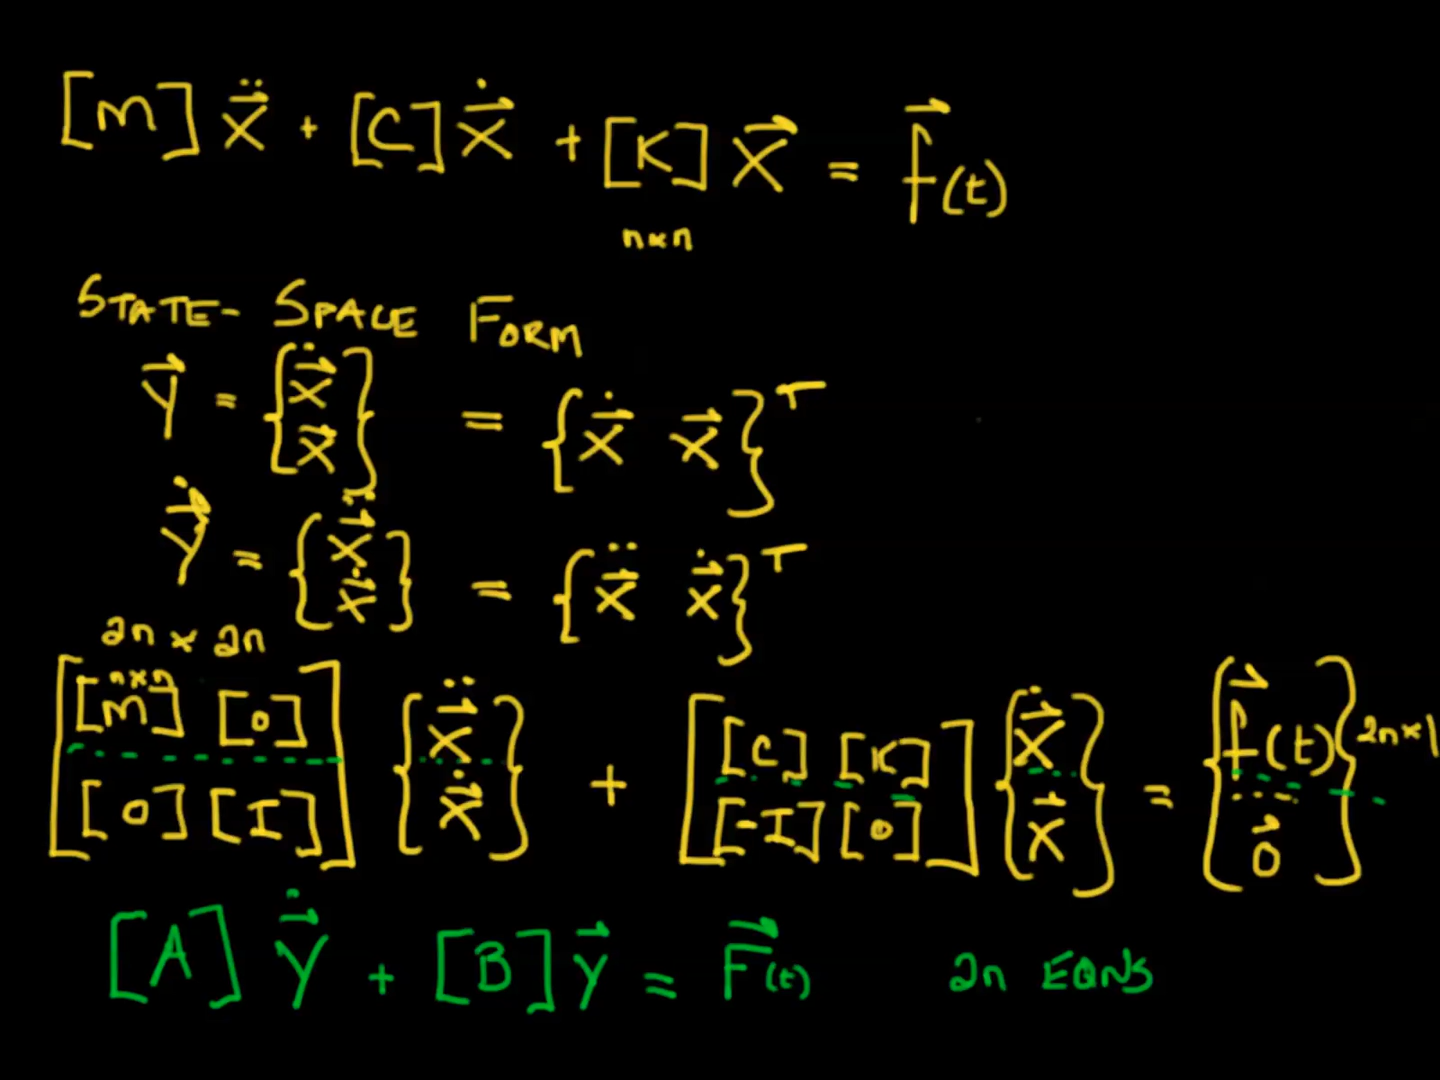 [M] ẍ⃗ + [C] ẋ⃗ + [K] x⃗ = f⃗(t)
n×n
STATE-SPACE FORM
Y⃗ = {ẋ⃗ x⃗} = {ẋ⃗ x⃗}ᵀ
Ẏ⃗ = {ẍ⃗ ẋ⃗} = {ẍ⃗ ẋ⃗}ᵀ
2n × 2n
n×n
[[M] [0] {ẍ⃗ + [[C] [K]] {ẋ⃗ = {f⃗(t) 2n×1
[0] [I]] ẋ⃗} [-I] [0]] x⃗} 0⃗}
[A] Ẏ⃗ + [B] Y⃗ = F⃗(t) 2n EQNS